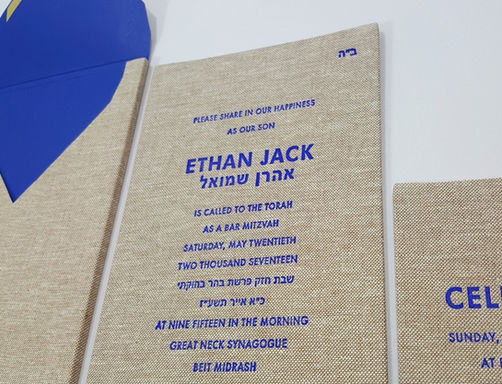 ב״ה
PLEASE SHARE IN OUR HAPPINESS
AS OUR SON
ETHAN JACK
אהרן שמואל
IS CALLED TO THE TORAH
AS A BAR MITZVAH
SATURDAY, MAY TWENTIETH
TWO THOUSAND SEVENTEEN
שבת חזק פרשת בהר בחוקתי
כ״א אייר תשע״ז
AT NINE FIFTEEN IN THE MORNING
GREAT NECK SYNAGOGUE
BEIT MIDRASH
SUNDAY,